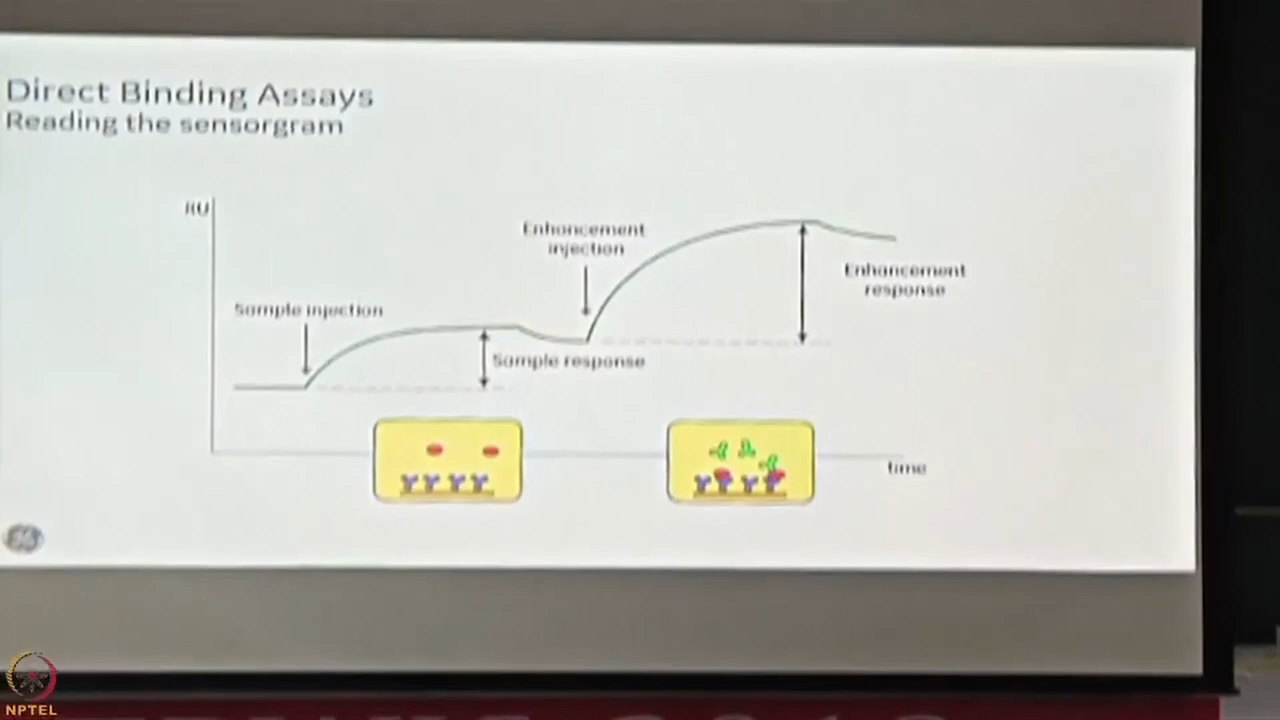 Direct Binding Assays
Reading the sensorgram
RU
Enhancement
injection
Sample injection
Enhancement
response
Sample response
time
NPTEL